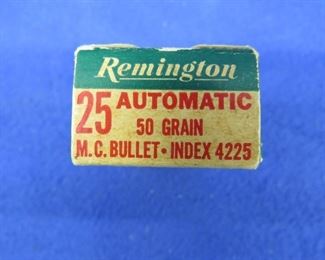 Remington
25 AUTOMATIC
50 GRAIN
M.C. BULLET • INDEX 4225